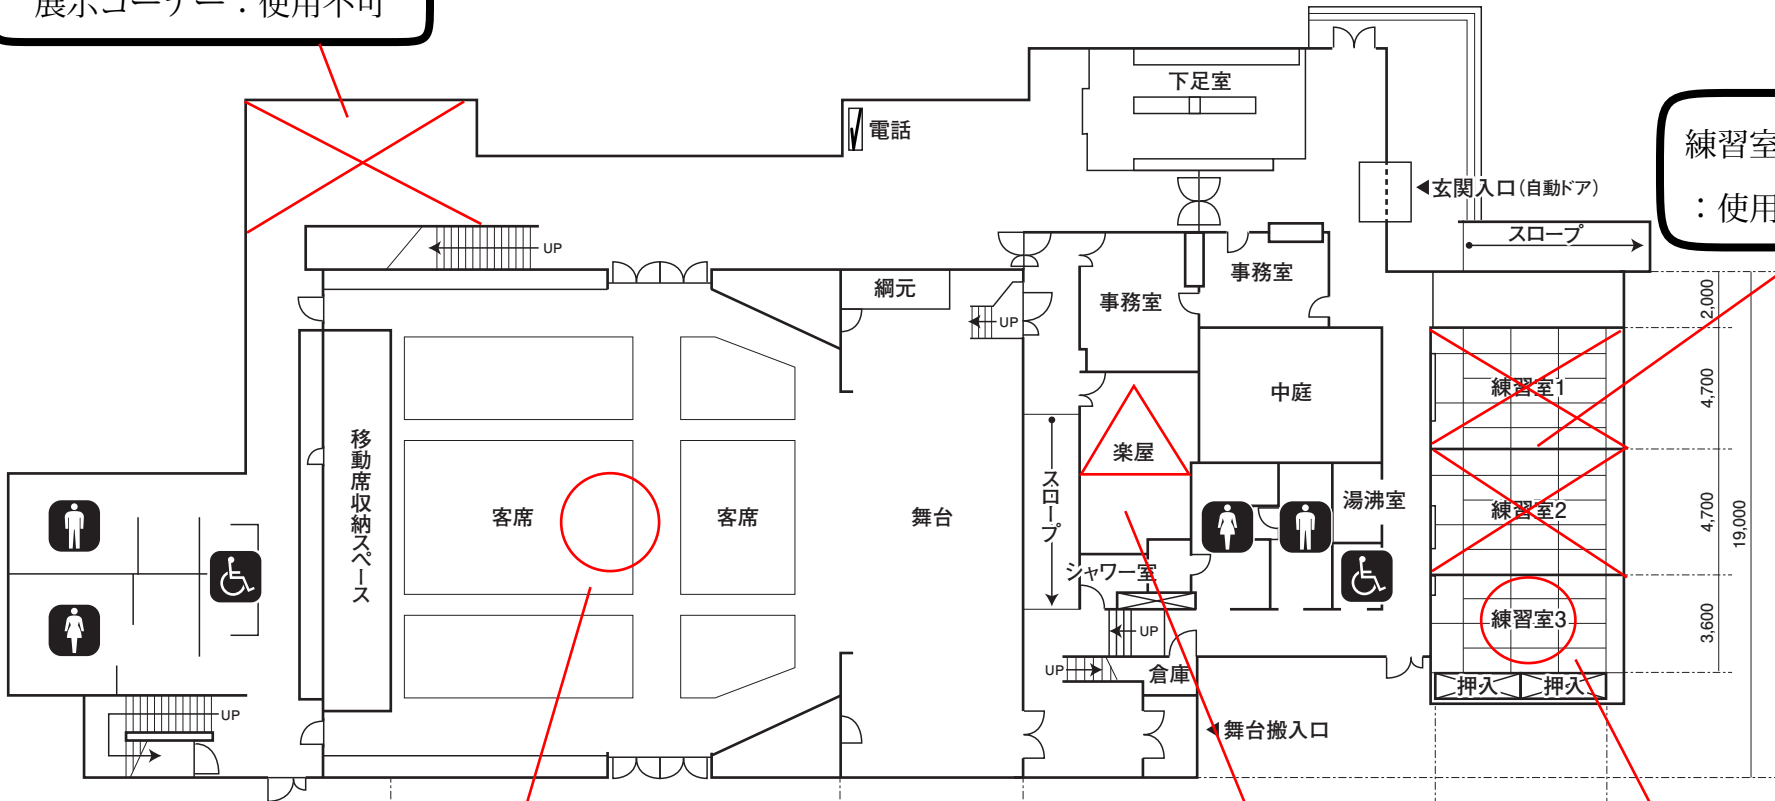 展示コーナー：使用不可
下足室
電話
練習室
：使用
玄関入口(自動ドア)
スロープ
UP
事務室
綱元
事務室
UP
2,000
中庭
練習室1
4,700
移動席収納スペース
楽屋
客席
客席
舞台
スロープ
湯沸室
練習室2
4,700
19,000
シャワー室
練習室3
3,600
UP
UP
倉庫
押入
押入
UP
舞台搬入口